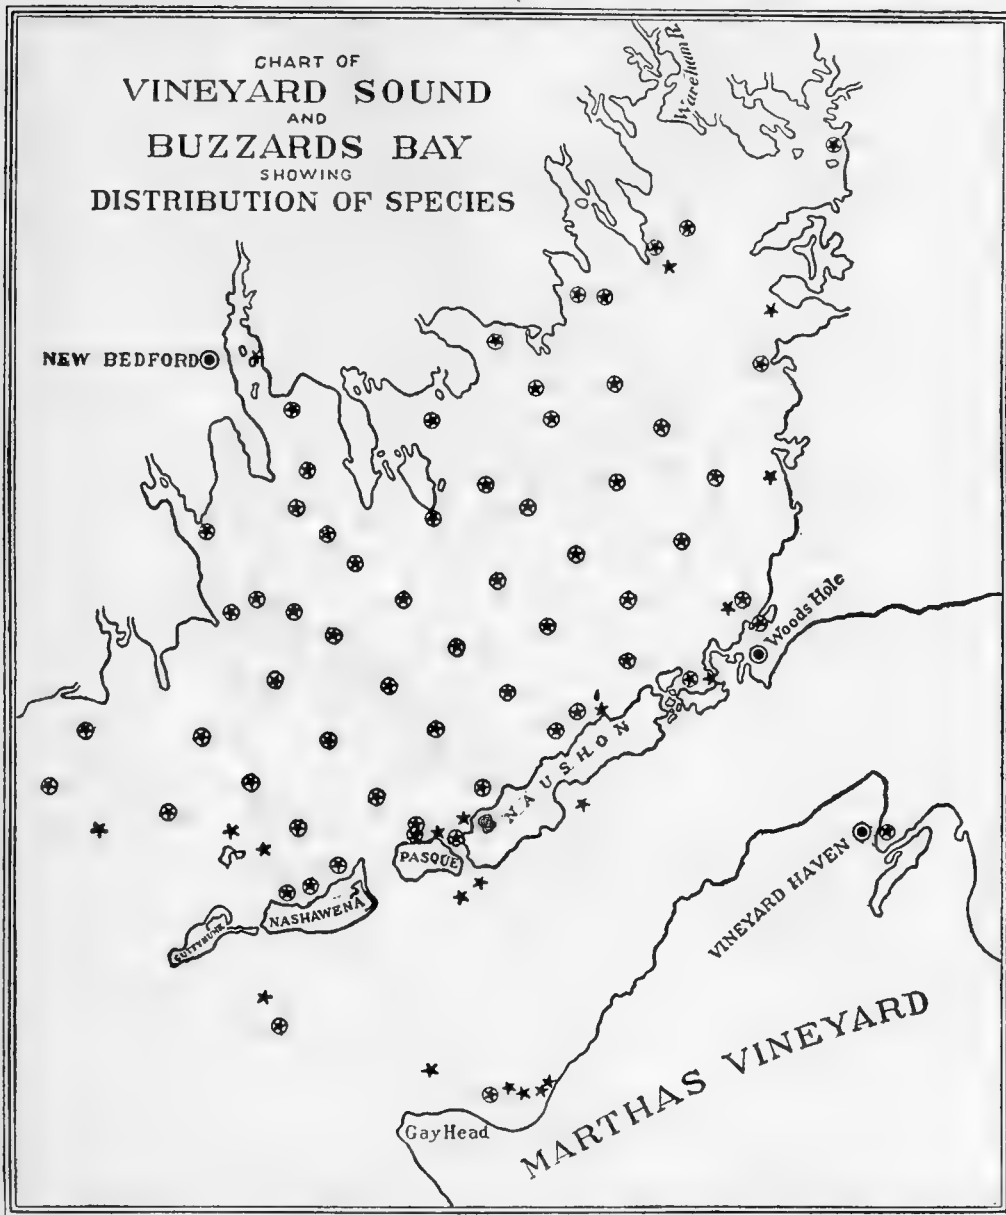 CHART OF
VINEYARD SOUND
AND
BUZZARDS BAY
SHOWING
DISTRIBUTION OF SPECIES
Wareham R.
NEW BEDFORD
Woods Hole
NAUSHON
PASQUE
NASHAWENA
CUTTYHUNK
VINEYARD HAVEN
MARTHAS VINEYARD
Gay Head